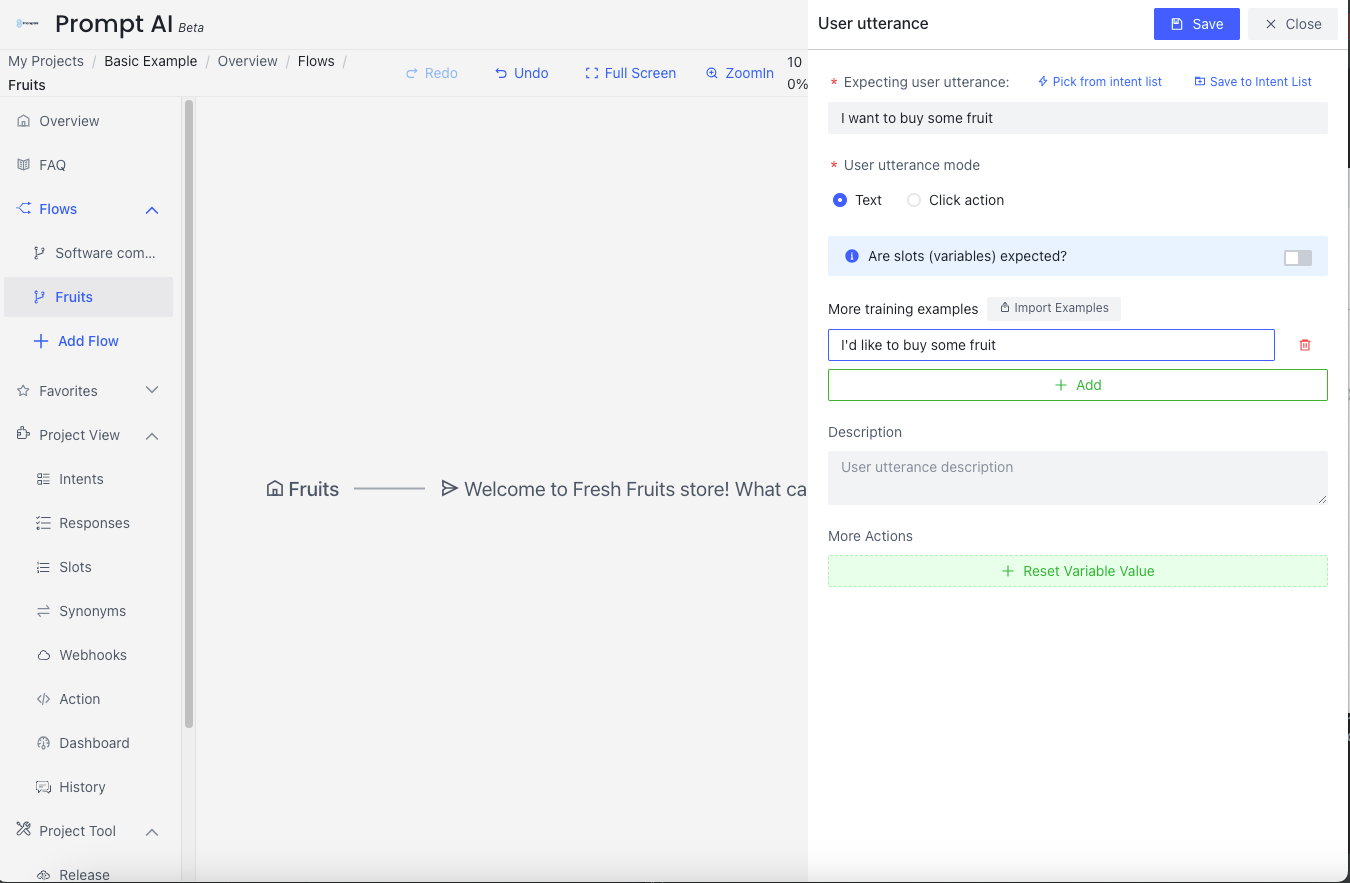 Prompt AI Beta
My Projects / Basic Example / Overview / Flows /
Fruits
Redo
Undo
Full Screen
ZoomIn
10
0%
Overview
FAQ
Flows
Software com...
Fruits
Add Flow
Favorites
Project View
Intents
Responses
Slots
Synonyms
Webhooks
Action
Dashboard
History
Project Tool
Release
Fruits
Welcome to Fresh Fruits store! What ca
User utterance
Save
Close
* Expecting user utterance:
Pick from intent list
Save to Intent List
I want to buy some fruit
* User utterance mode
Text
Click action
Are slots (variables) expected?
More training examples
Import Examples
I'd like to buy some fruit
Add
Description
User utterance description
More Actions
Reset Variable Value